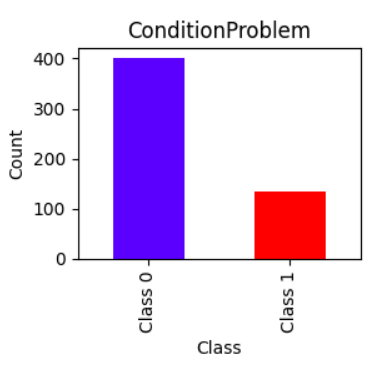 ConditionProblem
400
300
200
100
0
Count
Class 0
Class 1
Class